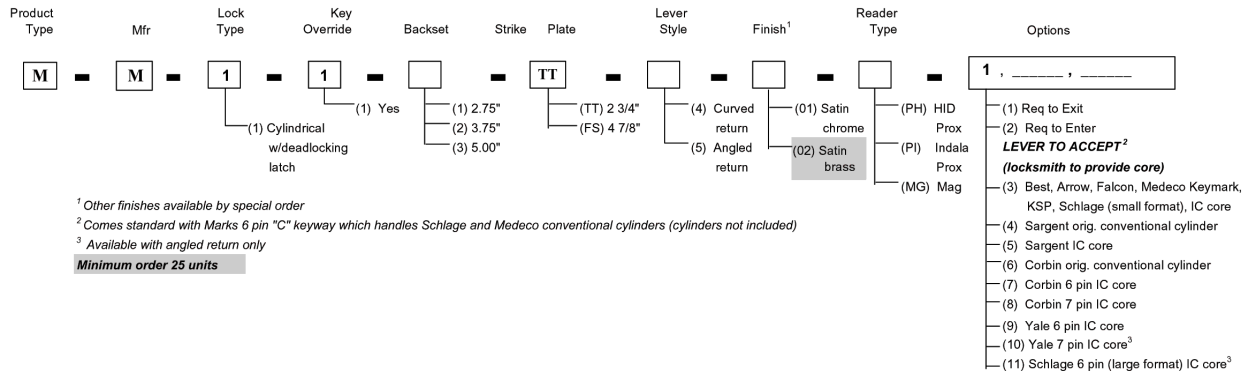 Product Type
Mfr
Lock Type
Key Override
Backset
Strike Plate
Lever Style
Finish¹
Reader Type
Options
M - M - 1 - 1 - - TT - - - - 1 , ______ , ______
(1) Cylindrical
w/deadlocking
latch
(1) Yes
(1) 2.75"
(2) 3.75"
(3) 5.00"
(TT) 2 3/4"
(FS) 4 7/8"
(4) Curved
return
(5) Angled
return
(01) Satin
chrome
(02) Satin
brass
(PH) HID
Prox
(PI) Indala
Prox
(MG) Mag
(1) Req to Exit
(2) Req to Enter
LEVER TO ACCEPT²
(locksmith to provide core)
(3) Best, Arrow, Falcon, Medeco Keymark,
KSP, Schlage (small format), IC core
(4) Sargent orig. conventional cylinder
(5) Sargent IC core
(6) Corbin orig. conventional cylinder
(7) Corbin 6 pin IC core
(8) Corbin 7 pin IC core
(9) Yale 6 pin IC core
(10) Yale 7 pin IC core³
(11) Schlage 6 pin (large format) IC core³
¹ Other finishes available by special order
² Comes standard with Marks 6 pin "C" keyway which handles Schlage and Medeco conventional cylinders (cylinders not included)
³ Available with angled return only
Minimum order 25 units